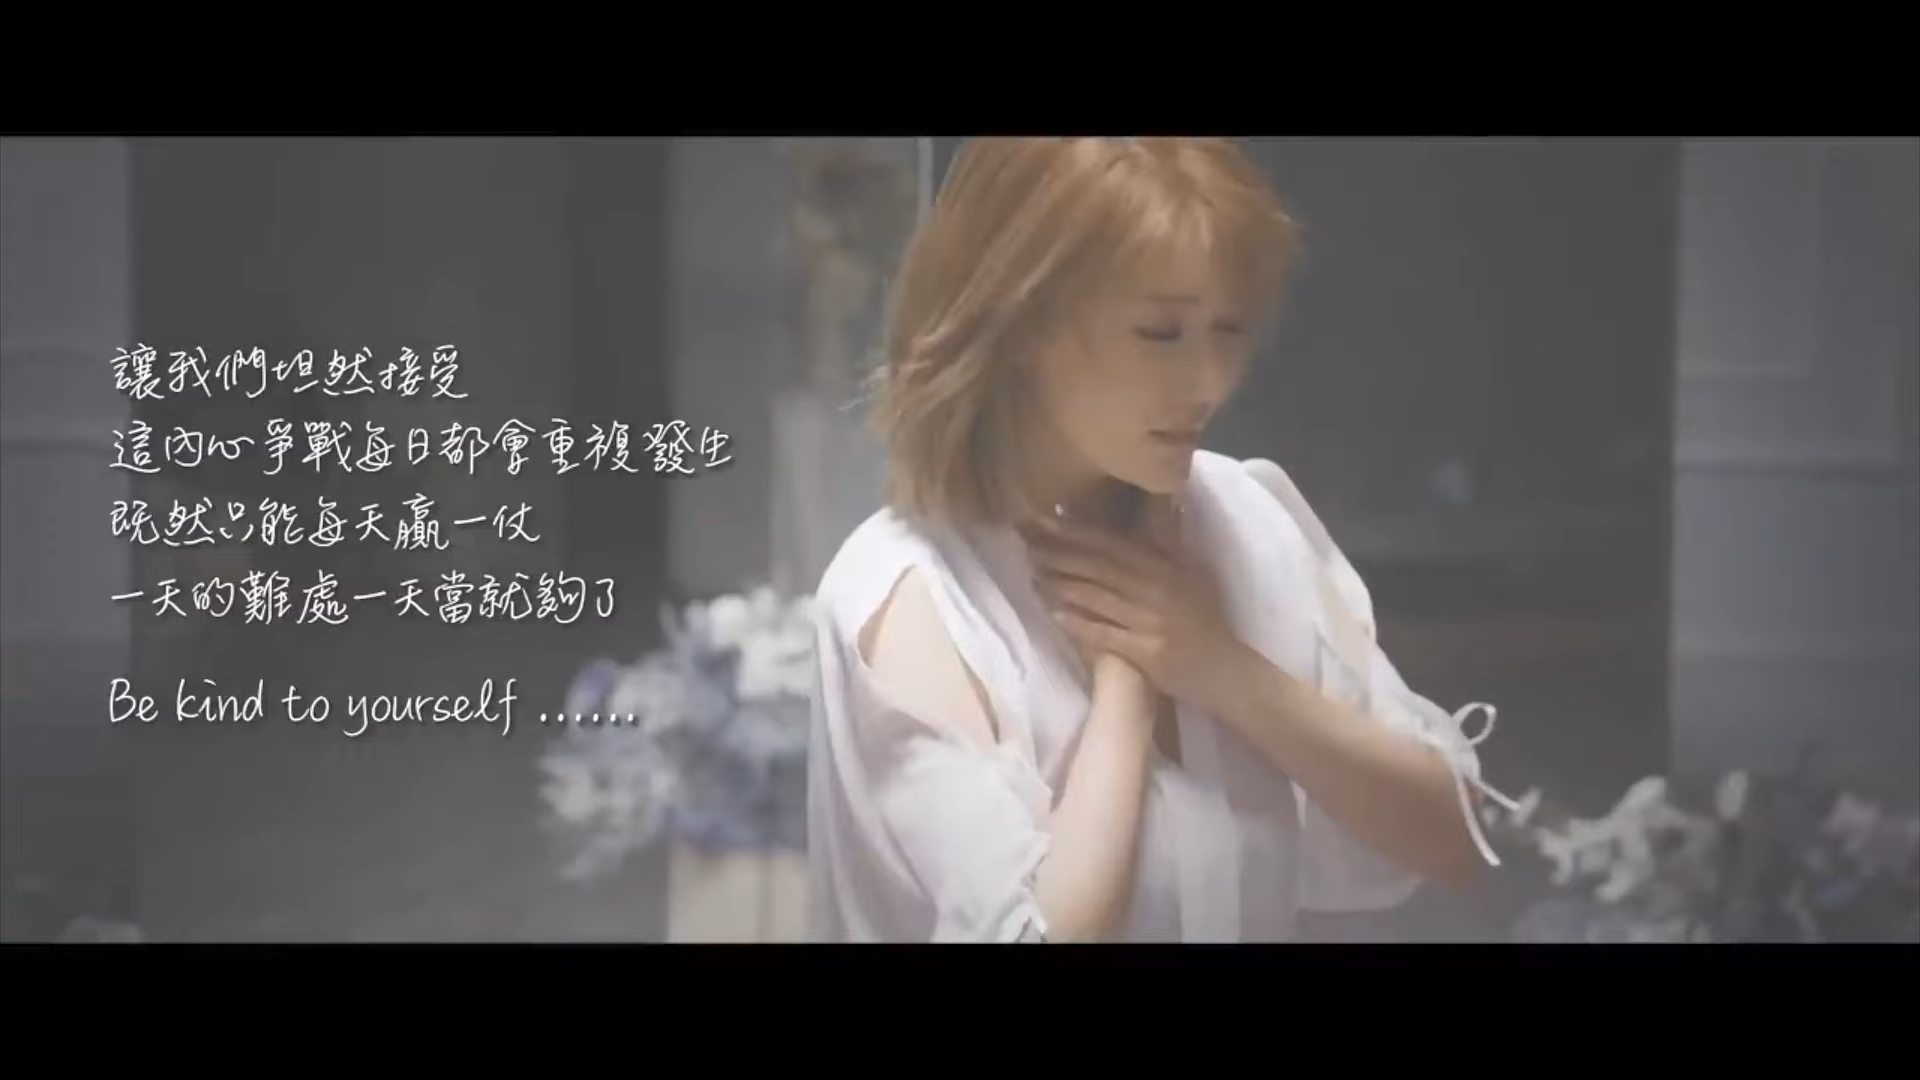 讓我們坦然接受
這內心爭戰每日都會重複發生
既然只能每天贏一仗
一天的難處一天當就夠了
Be kind to yourself ......